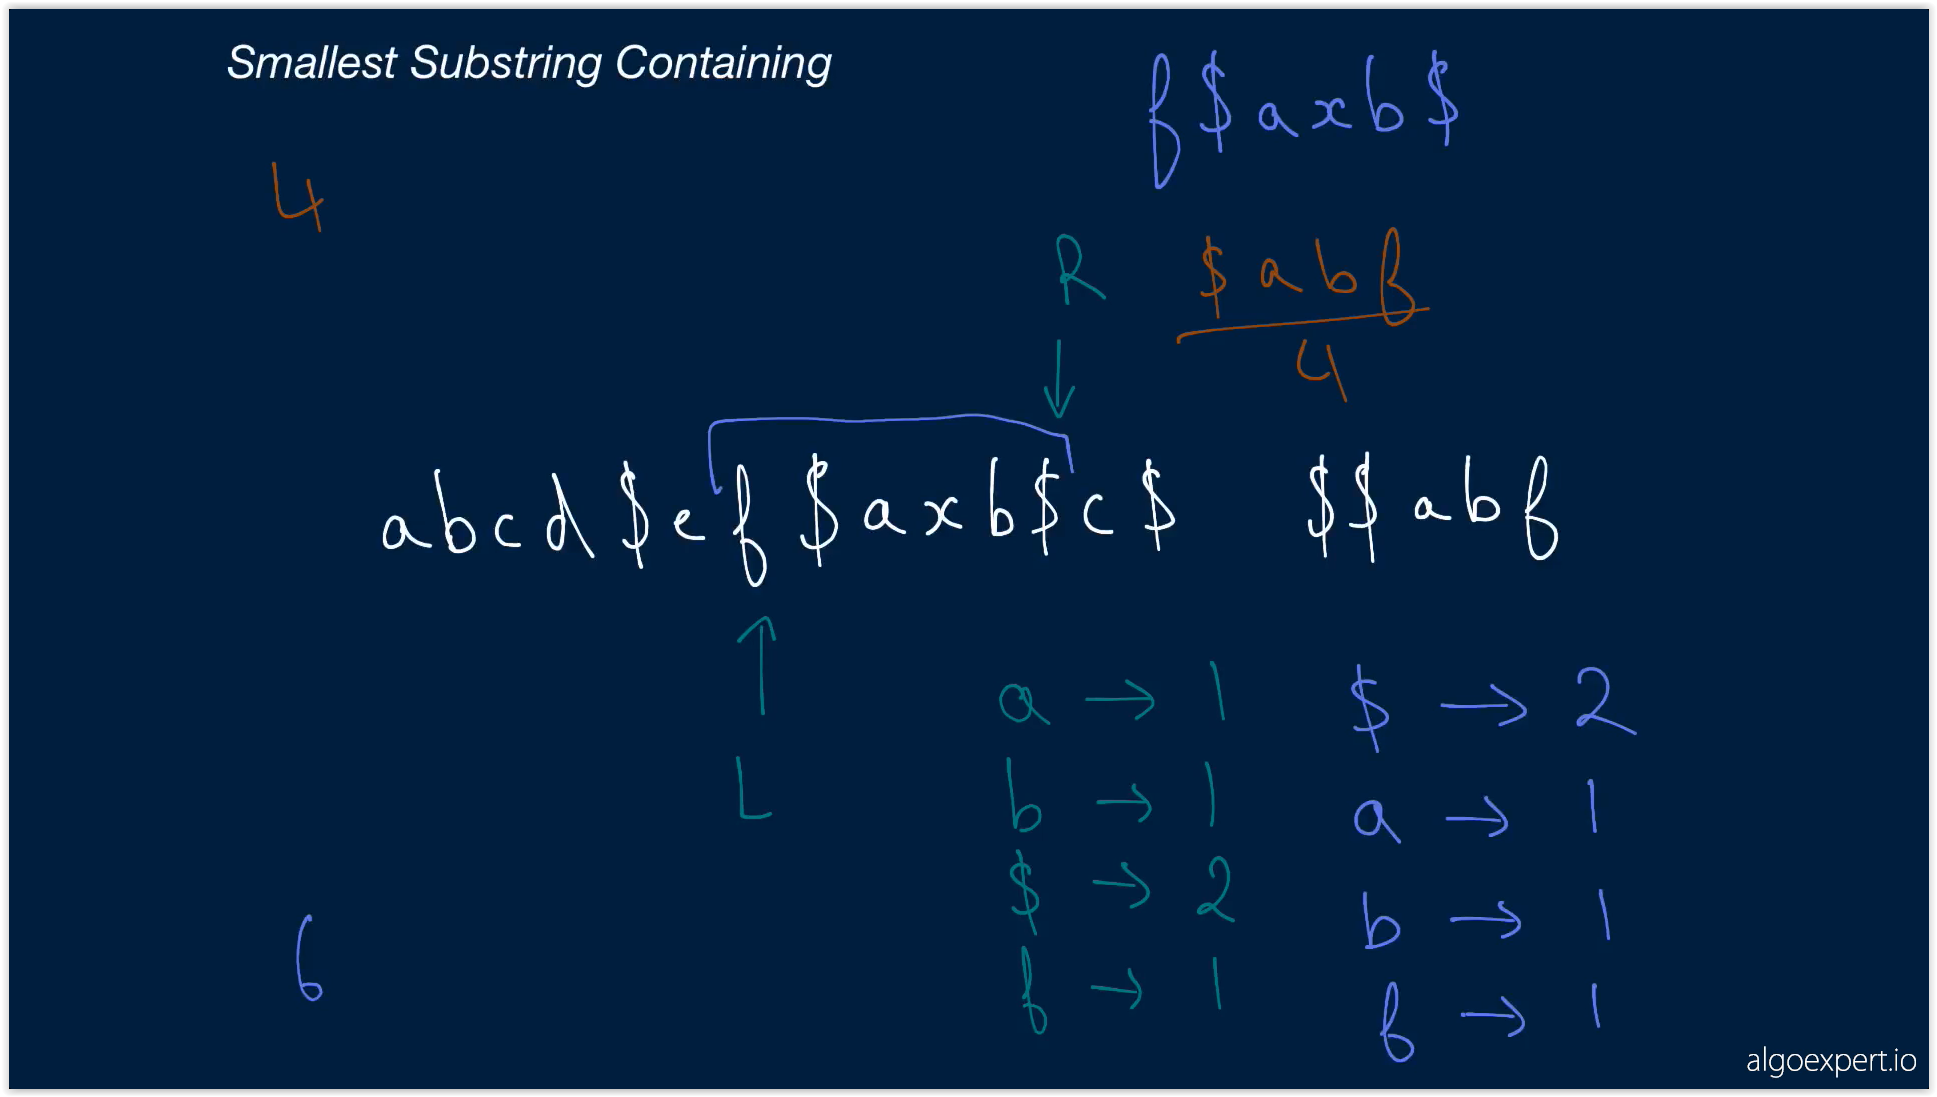 Smallest Substring Containing
f$axb$
4
R
$abf
4
abcd$ef$axb$c$ $$abf
L
a → 1
b → 1
$ → 2
f → 1
$ → 2
a → 1
b → 1
f → 1
6
algoexpert.io